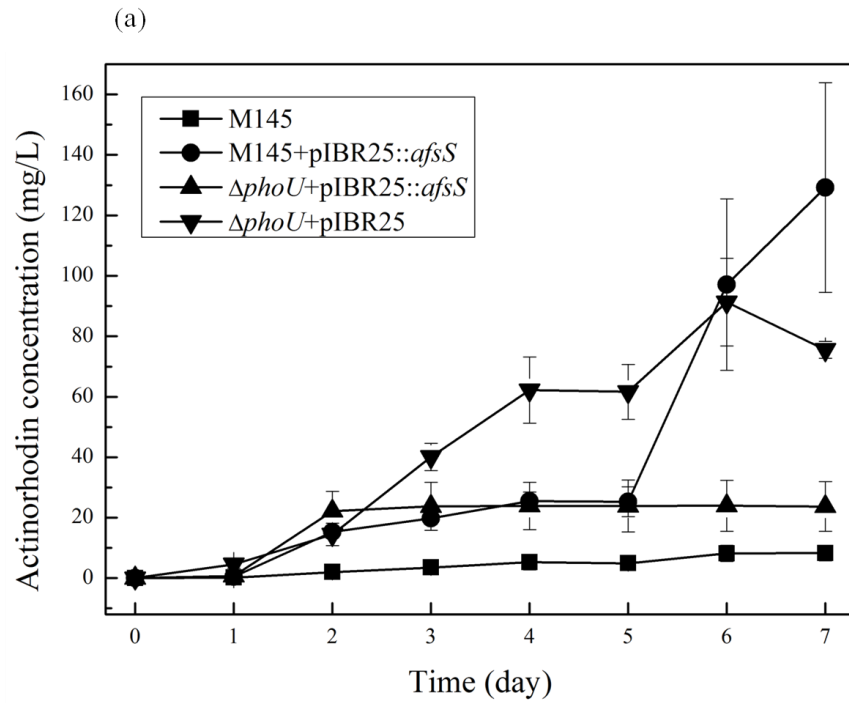 (a)
M145
M145+pIBR25::afsS
ΔphoU+pIBR25::afsS
ΔphoU+pIBR25
Actinorhodin concentration (mg/L)
160
140
120
100
80
60
40
20
0
0 1 2 3 4 5 6 7
Time (day)